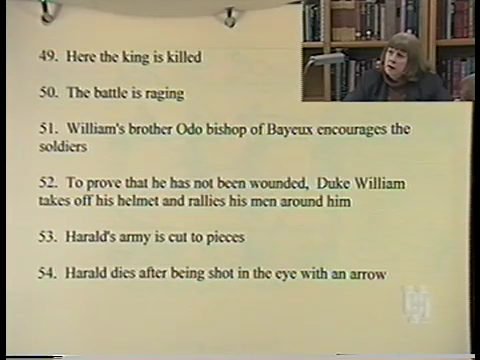 49. Here the king is killed
50. The battle is raging
51. William's brother Odo bishop of Bayeux encourages the
soldiers
52. To prove that he has not been wounded, Duke William
takes off his helmet and rallies his men around him
53. Harald's army is cut to pieces
54. Harald dies after being shot in the eye with an arrow